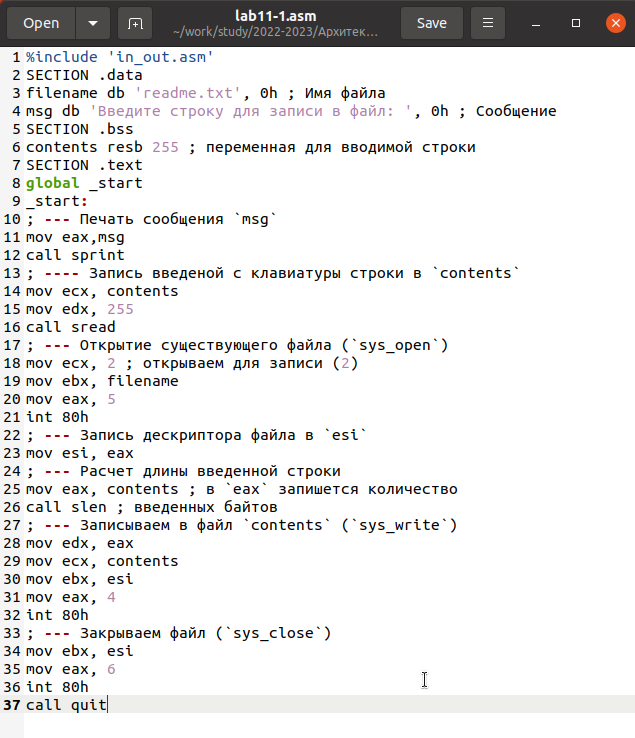 Open
lab11-1.asm
~/work/study/2022-2023/Архитек...
Save
1 %include 'in_out.asm'
2 SECTION .data
3 filename db 'readme.txt', 0h ; Имя файла
4 msg db 'Введите строку для записи в файл: ', 0h ; Сообщение
5 SECTION .bss
6 contents resb 255 ; переменная для вводимой строки
7 SECTION .text
8 global _start
9 _start:
10 ; --- Печать сообщения `msg`
11 mov eax,msg
12 call sprint
13 ; ---- Запись введеной с клавиатуры строки в `contents`
14 mov ecx, contents
15 mov edx, 255
16 call sread
17 ; --- Открытие существующего файла (`sys_open`)
18 mov ecx, 2 ; открываем для записи (2)
19 mov ebx, filename
20 mov eax, 5
21 int 80h
22 ; --- Запись дескриптора файла в `esi`
23 mov esi, eax
24 ; --- Расчет длины введенной строки
25 mov eax, contents ; в `eax` запишется количество
26 call slen ; введенных байтов
27 ; --- Записываем в файл `contents` (`sys_write`)
28 mov edx, eax
29 mov ecx, contents
30 mov ebx, esi
31 mov eax, 4
32 int 80h
33 ; --- Закрываем файл (`sys_close`)
34 mov ebx, esi
35 mov eax, 6
36 int 80h
37 call quit